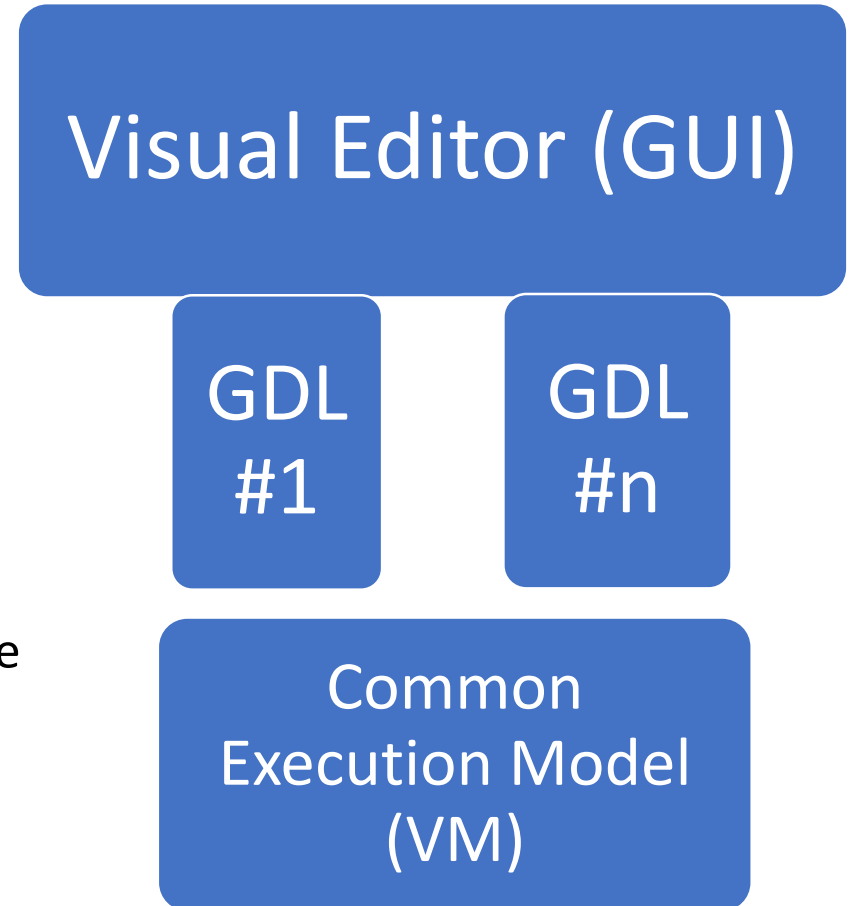 Visual Editor (GUI)
GDL
#1
GDL
#n
e
Common
Execution Model
(VM)